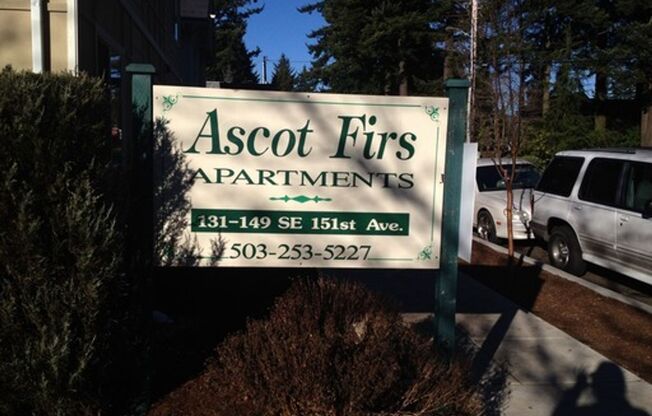 Ascot Firs
APARTMENTS
131-149 SE 151st Ave.
503-253-5227